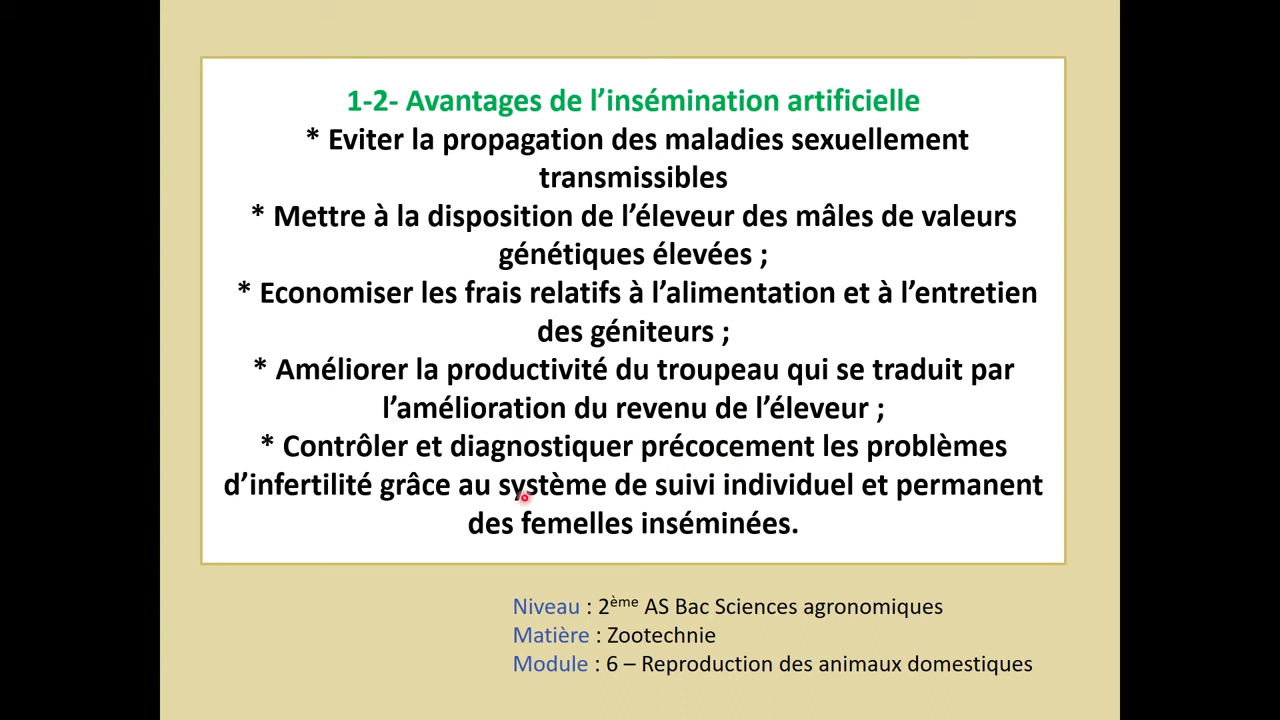 1-2- Avantages de l’insémination artificielle
* Eviter la propagation des maladies sexuellement
transmissibles
* Mettre à la disposition de l’éleveur des mâles de valeurs
génétiques élevées ;
* Economiser les frais relatifs à l’alimentation et à l’entretien
des géniteurs ;
* Améliorer la productivité du troupeau qui se traduit par
l’amélioration du revenu de l’éleveur ;
* Contrôler et diagnostiquer précocement les problèmes
d’infertilité grâce au système de suivi individuel et permanent
des femelles inséminées.
Niveau : 2ème AS Bac Sciences agronomiques
Matière : Zootechnie
Module : 6 – Reproduction des animaux domestiques